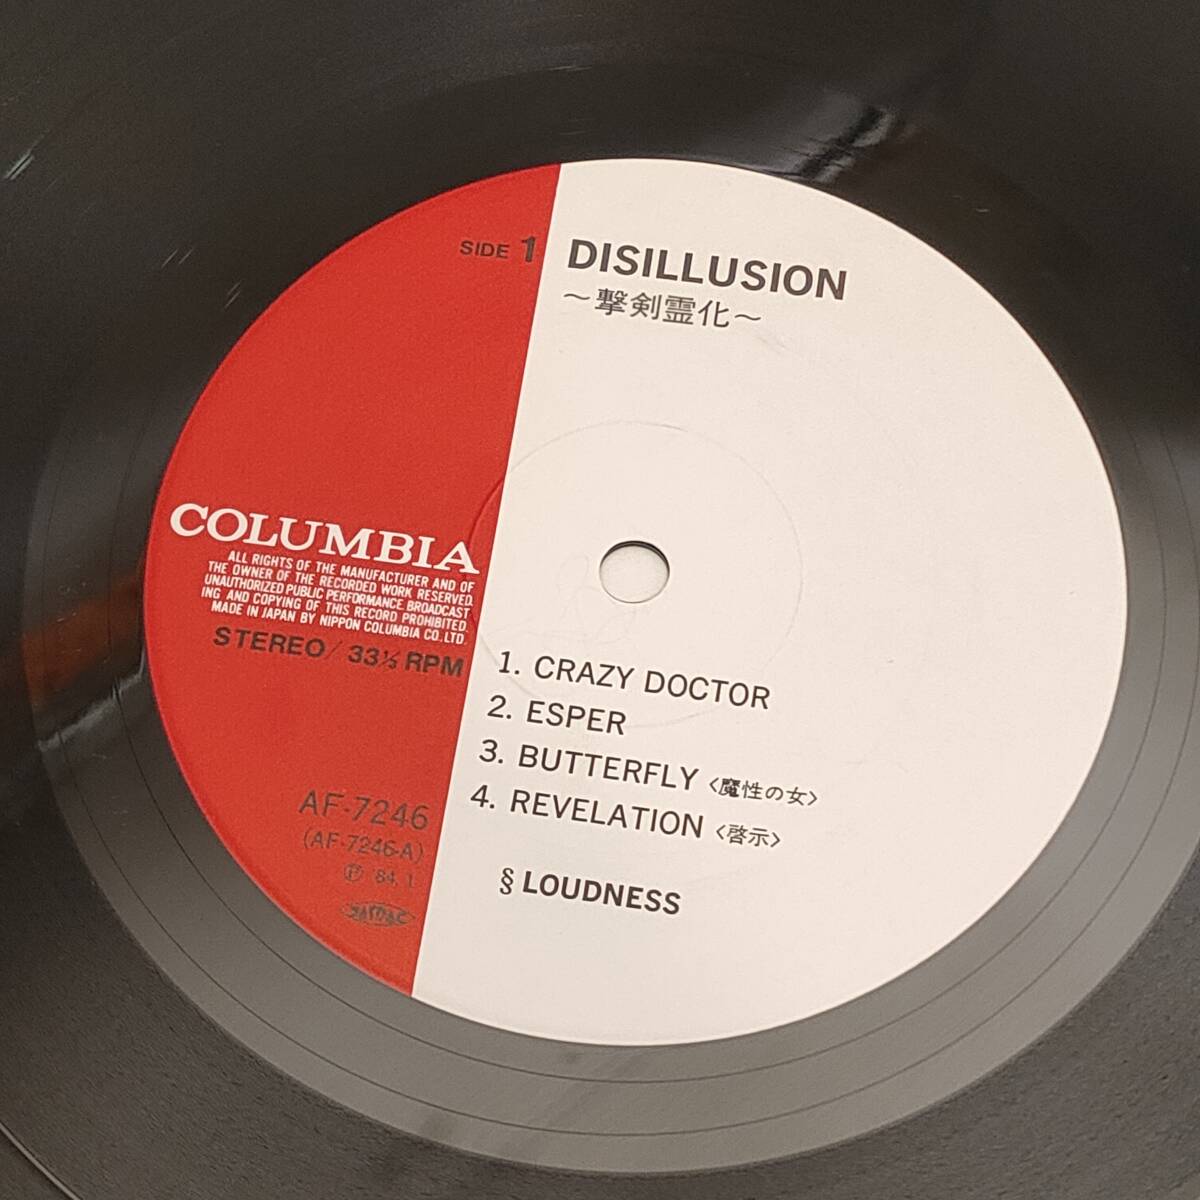 SIDE 1
DISILLUSION
～撃剣霊化～
COLUMBIA
ALL RIGHTS OF THE MANUFACTURER AND OF
THE OWNER OF THE RECORDED WORK RESERVED.
UNAUTHORIZED PUBLIC PERFORMANCE BROADCAST
ING AND COPYING OF THIS RECORD PROHIBITED.
MADE IN JAPAN BY NIPPON COLUMBIA CO., LTD.
STEREO/33⅓ RPM
1. CRAZY DOCTOR
2. ESPER
3. BUTTERFLY〈魔性の女〉
4. REVELATION〈啓示〉
§ LOUDNESS
AF-7246
(AF-7246-A)
Ⓟ 84, 1